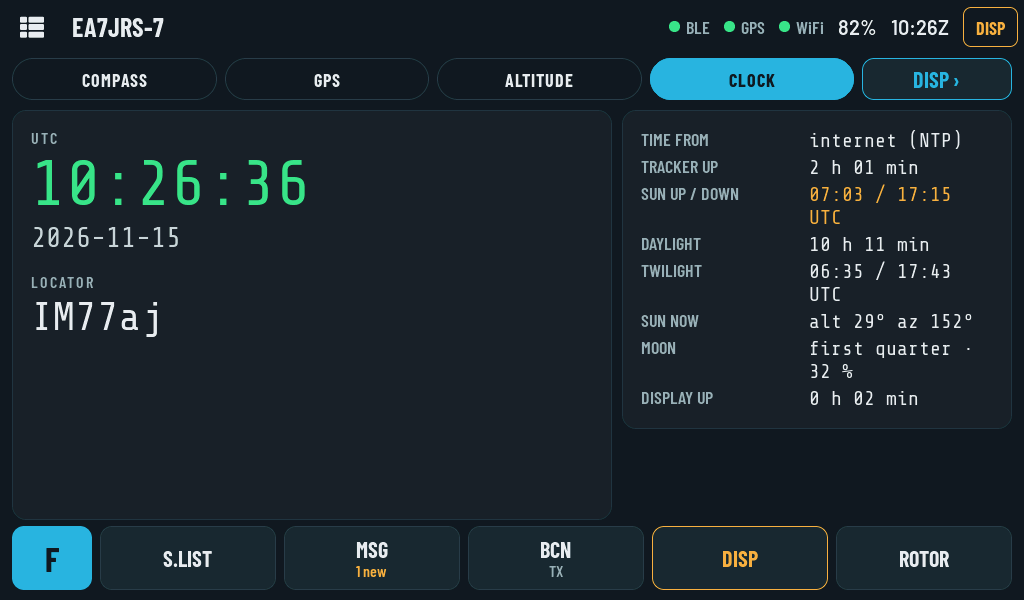 EA7JRS-7
BLE GPS WiFi 82% 10:26Z DISP
COMPASS GPS ALTITUDE CLOCK DISP ›
UTC
10:26:36
2026-11-15
LOCATOR
IM77aj
TIME FROM internet (NTP)
TRACKER UP 2 h 01 min
SUN UP / DOWN 07:03 / 17:15
UTC
DAYLIGHT 10 h 11 min
TWILIGHT 06:35 / 17:43
UTC
SUN NOW alt 29° az 152°
MOON first quarter ·
32 %
DISPLAY UP 0 h 02 min
F S.LIST MSG BCN DISP ROTOR
1 new TX